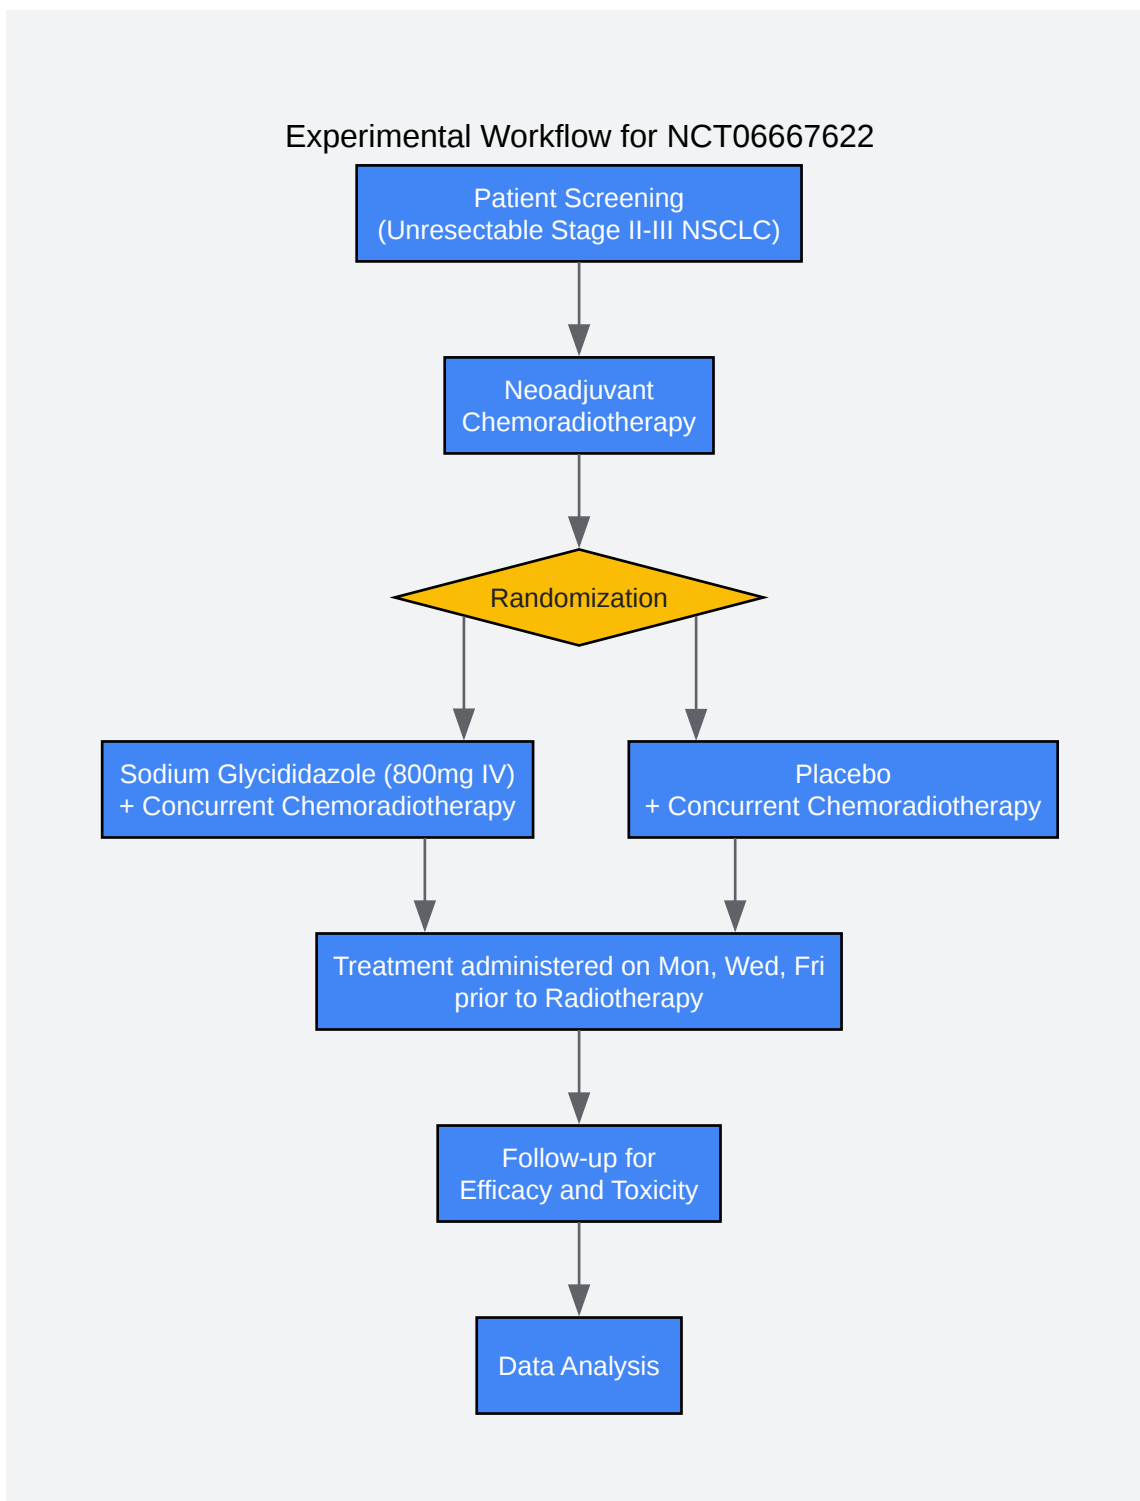 Experimental Workflow for NCT06667622
Patient Screening
(Unresectable Stage II-III NSCLC)
Neoadjuvant
Chemoradiotherapy
Randomization
Sodium Glycididazole (800mg IV)
+ Concurrent Chemoradiotherapy
Placebo
+ Concurrent Chemoradiotherapy
Treatment administered on Mon, Wed, Fri
prior to Radiotherapy
Follow-up for
Efficacy and Toxicity
Data Analysis